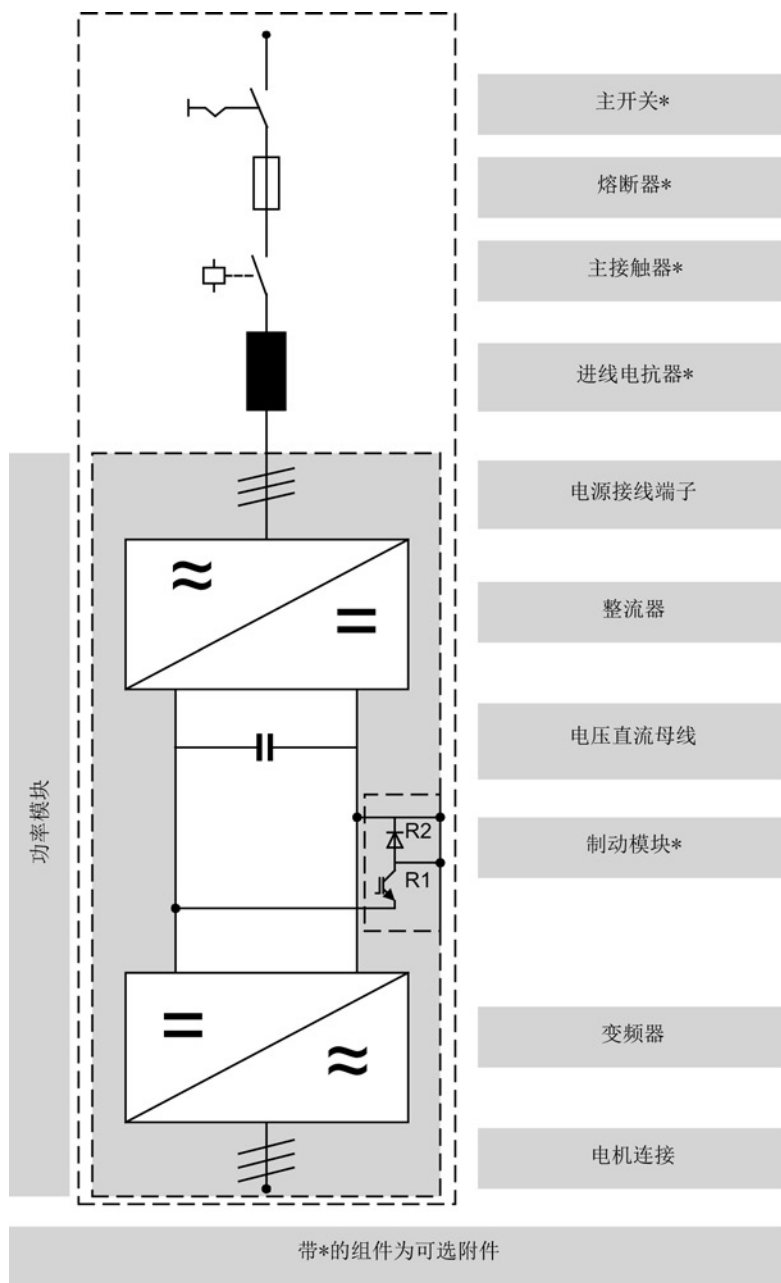 主开关*
熔断器*
主接触器*
进线电抗器*
电源接线端子
整流器
电压直流母线
功率模块
R2
制动模块*
R1
变频器
电机连接
带*的组件为可选附件